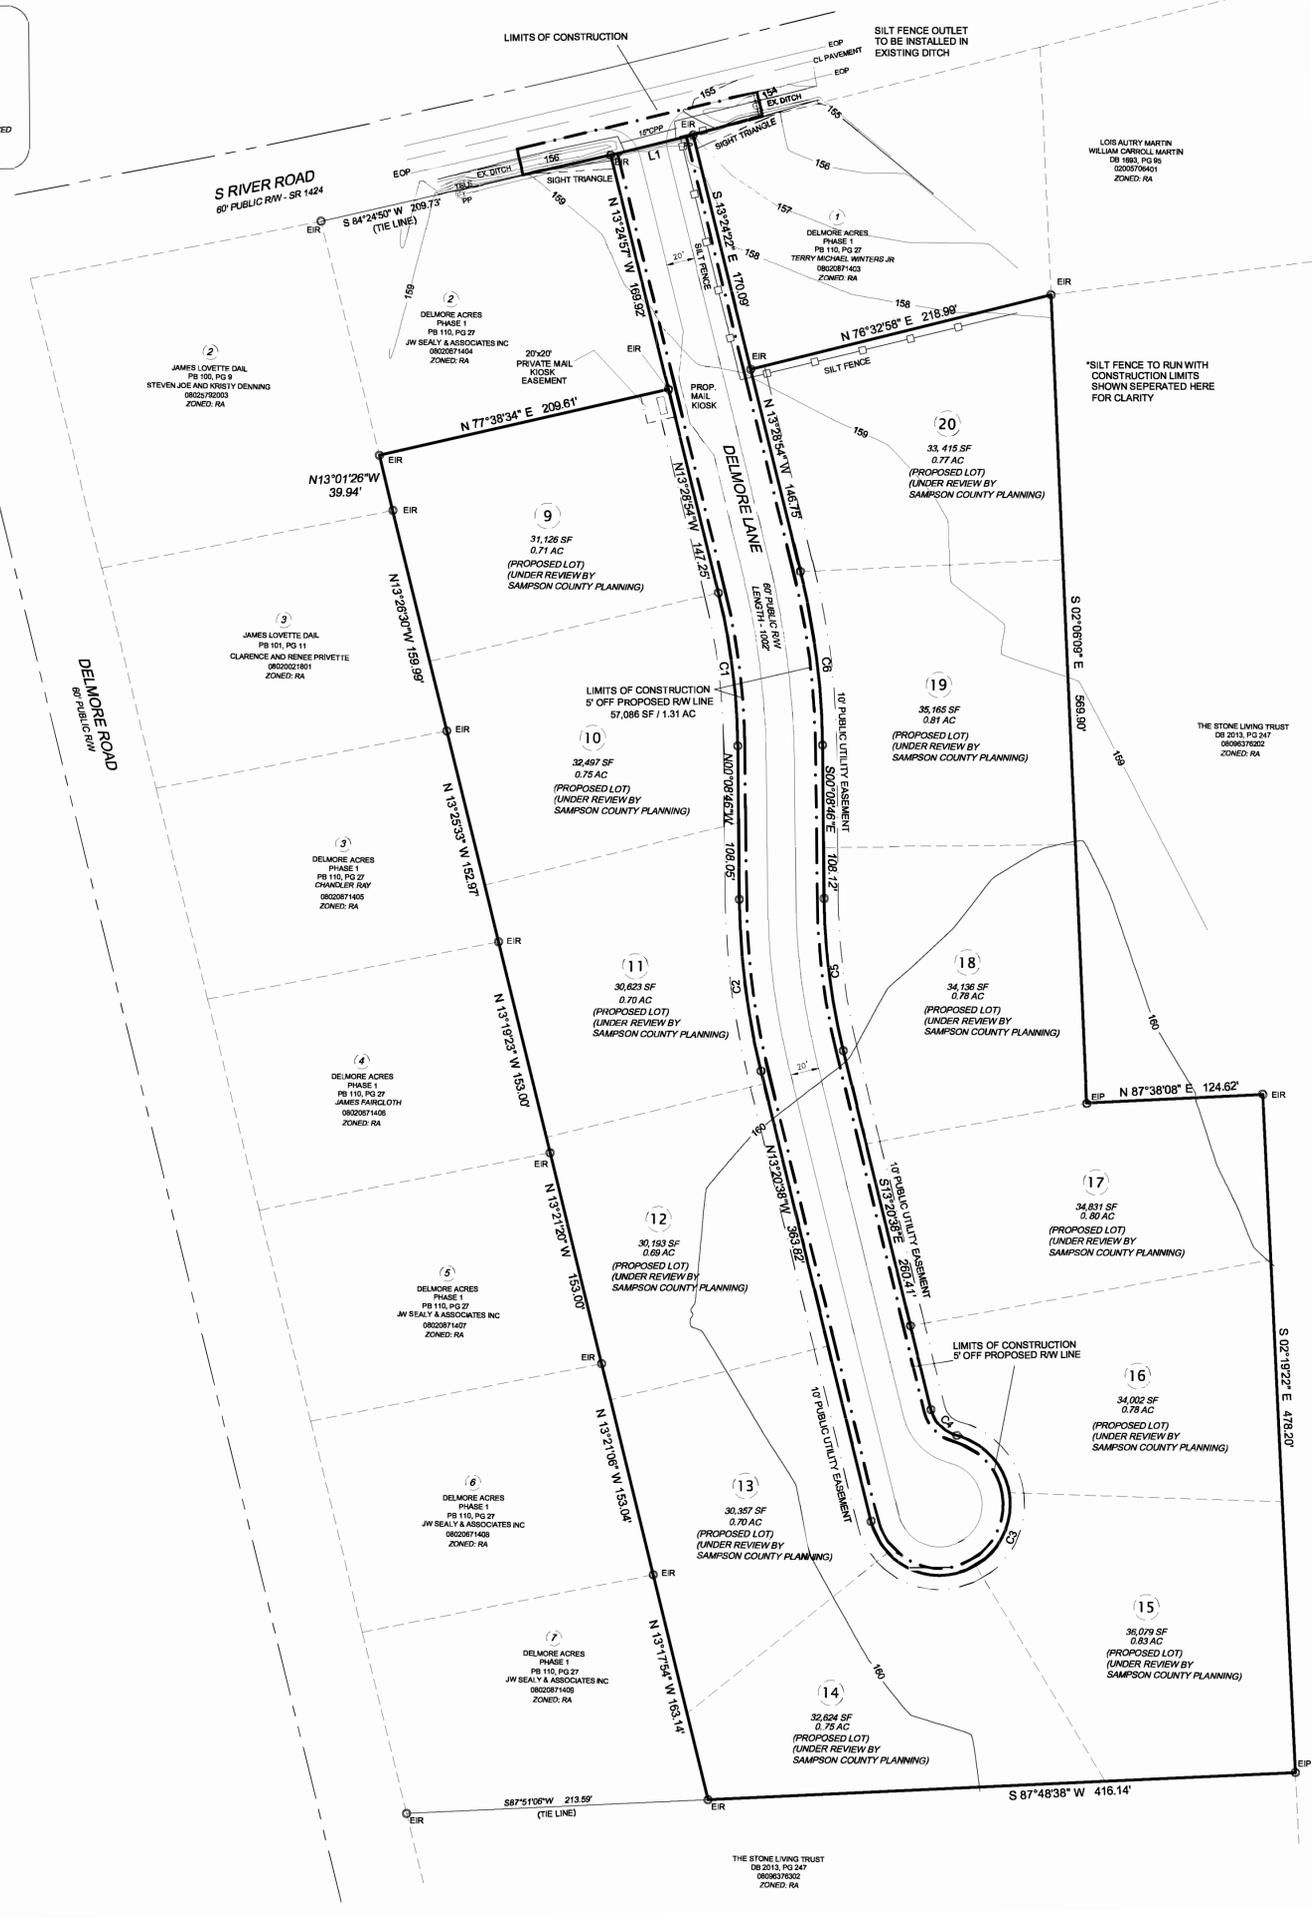 LIMITS OF CONSTRUCTION
SILT FENCE OUTLET
TO BE INSTALLED IN
EXISTING DITCH
EOP
CL PAVEMENT
EOP
155
154
EX. DITCH
155
15"CPP
EIR
PP
SIGHT TRIANGLE
L1
156
EIR
EX. DITCH
SIGHT TRIANGLE
EOP
PP
159
156
157
158
158
LOIS AUTRY MARTIN
WILLIAM CARROLL MARTIN
DB 1693, PG 95
02005706401
ZONED: RA
S RIVER ROAD
60' PUBLIC R/W - SR 1424
S 84°24'50" W 209.73'
(TIE LINE)
EIR
N 13°24'57" W 169.92'
S 13°24'22" E 170.09'
SILT FENCE
20'
1
DELMORE ACRES
PHASE 1
PB 110, PG 27
TERRY MICHAEL WINTERS JR
08020871403
ZONED: RA
EIR
N 76°32'58" E 218.99'
SILT FENCE
EIR
159
2
DELMORE ACRES
PHASE 1
PB 110, PG 27
JW SEALY & ASSOCIATES INC
08020871404
ZONED: RA
2
JAMES LOVETTE DAIL
PB 100, PG 9
STEVEN JOE AND KRISTY DENNING
08025792003
ZONED: RA
EIR
20'x20'
PRIVATE MAIL
KIOSK
EASEMENT
PROP.
MAIL
KIOSK
*SILT FENCE TO RUN WITH
CONSTRUCTION LIMITS
SHOWN SEPERATED HERE
FOR CLARITY
N 77°38'34" E 209.61'
EIR
N13°01'26"W
39.94'
EIR
N13°28'54"W 147.25'
N 13°28'54"W 146.75'
DELMORE LANE
60' PUBLIC R/W
LENGTH - 1002'
159
20
33, 415 SF
0.77 AC
(PROPOSED LOT)
(UNDER REVIEW BY
SAMPSON COUNTY PLANNING)
9
31,126 SF
0.71 AC
(PROPOSED LOT)
(UNDER REVIEW BY
SAMPSON COUNTY PLANNING)
N13°26'30"W 159.99'
3
JAMES LOVETTE DAIL
PB 101, PG 11
CLARENCE AND RENEE PRIVETTE
08020021801
ZONED: RA
DELMORE ROAD
60' PUBLIC R/W
S 02°06'09" E 569.90'
C1
C6
LIMITS OF CONSTRUCTION
5' OFF PROPOSED R/W LINE
57,086 SF / 1.31 AC
19
35,165 SF
0.81 AC
(PROPOSED LOT)
(UNDER REVIEW BY
SAMPSON COUNTY PLANNING)
THE STONE LIVING TRUST
DB 2013, PG 247
08096376202
ZONED: RA
159
EIR
10
32,497 SF
0.75 AC
(PROPOSED LOT)
(UNDER REVIEW BY
SAMPSON COUNTY PLANNING)
N00°08'46"W 108.05'
S00°08'46"E 108.12'
10' PUBLIC UTILITY EASEMENT
N 13°25'33" W 152.97'
3
DELMORE ACRES
PHASE 1
PB 110, PG 27
CHANDLER RAY
08020871405
ZONED: RA
EIR
11
30,623 SF
0.70 AC
(PROPOSED LOT)
(UNDER REVIEW BY
SAMPSON COUNTY PLANNING)
C2
C5
18
34,136 SF
0.78 AC
(PROPOSED LOT)
(UNDER REVIEW BY
SAMPSON COUNTY PLANNING)
160
N 13°19'23" W 153.00'
4
DELMORE ACRES
PHASE 1
PB 110, PG 27
JAMES FAIRCLOTH
08020871406
ZONED: RA
20'
EIP
N 87°38'08" E 124.62'
EIR
160
EIR
N13°20'38"W 363.82'
S13°20'38"E 260.41'
10' PUBLIC UTILITY EASEMENT
17
34,831 SF
0.80 AC
(PROPOSED LOT)
(UNDER REVIEW BY
SAMPSON COUNTY PLANNING)
N 13°21'20" W 153.00'
12
30,193 SF
0.69 AC
(PROPOSED LOT)
(UNDER REVIEW BY
SAMPSON COUNTY PLANNING)
5
DELMORE ACRES
PHASE 1
PB 110, PG 27
JW SEALY & ASSOCIATES INC
08020871407
ZONED: RA
EIR
LIMITS OF CONSTRUCTION
5' OFF PROPOSED R/W LINE
S 02°19'22" E 478.20'
16
34,002 SF
0.78 AC
(PROPOSED LOT)
(UNDER REVIEW BY
SAMPSON COUNTY PLANNING)
10' PUBLIC UTILITY EASEMENT
C4
C3
N 13°21'06" W 153.04'
13
30,357 SF
0.70 AC
(PROPOSED LOT)
(UNDER REVIEW BY
SAMPSON COUNTY PLANNING)
6
DELMORE ACRES
PHASE 1
PB 110, PG 27
JW SEALY & ASSOCIATES INC
08020871408
ZONED: RA
EIR
15
36,079 SF
0.83 AC
(PROPOSED LOT)
(UNDER REVIEW BY
SAMPSON COUNTY PLANNING)
N 13°17'54" W 163.14'
7
DELMORE ACRES
PHASE 1
PB 110, PG 27
JW SEALY & ASSOCIATES INC
08020871409
ZONED: RA
160
14
32,624 SF
0.75 AC
(PROPOSED LOT)
(UNDER REVIEW BY
SAMPSON COUNTY PLANNING)
EIP
S 87°48'38" W 416.14'
S87°51'06"W 213.59'
(TIE LINE)
EIR
EIR
THE STONE LIVING TRUST
DB 2013, PG 247
08096376302
ZONED: RA